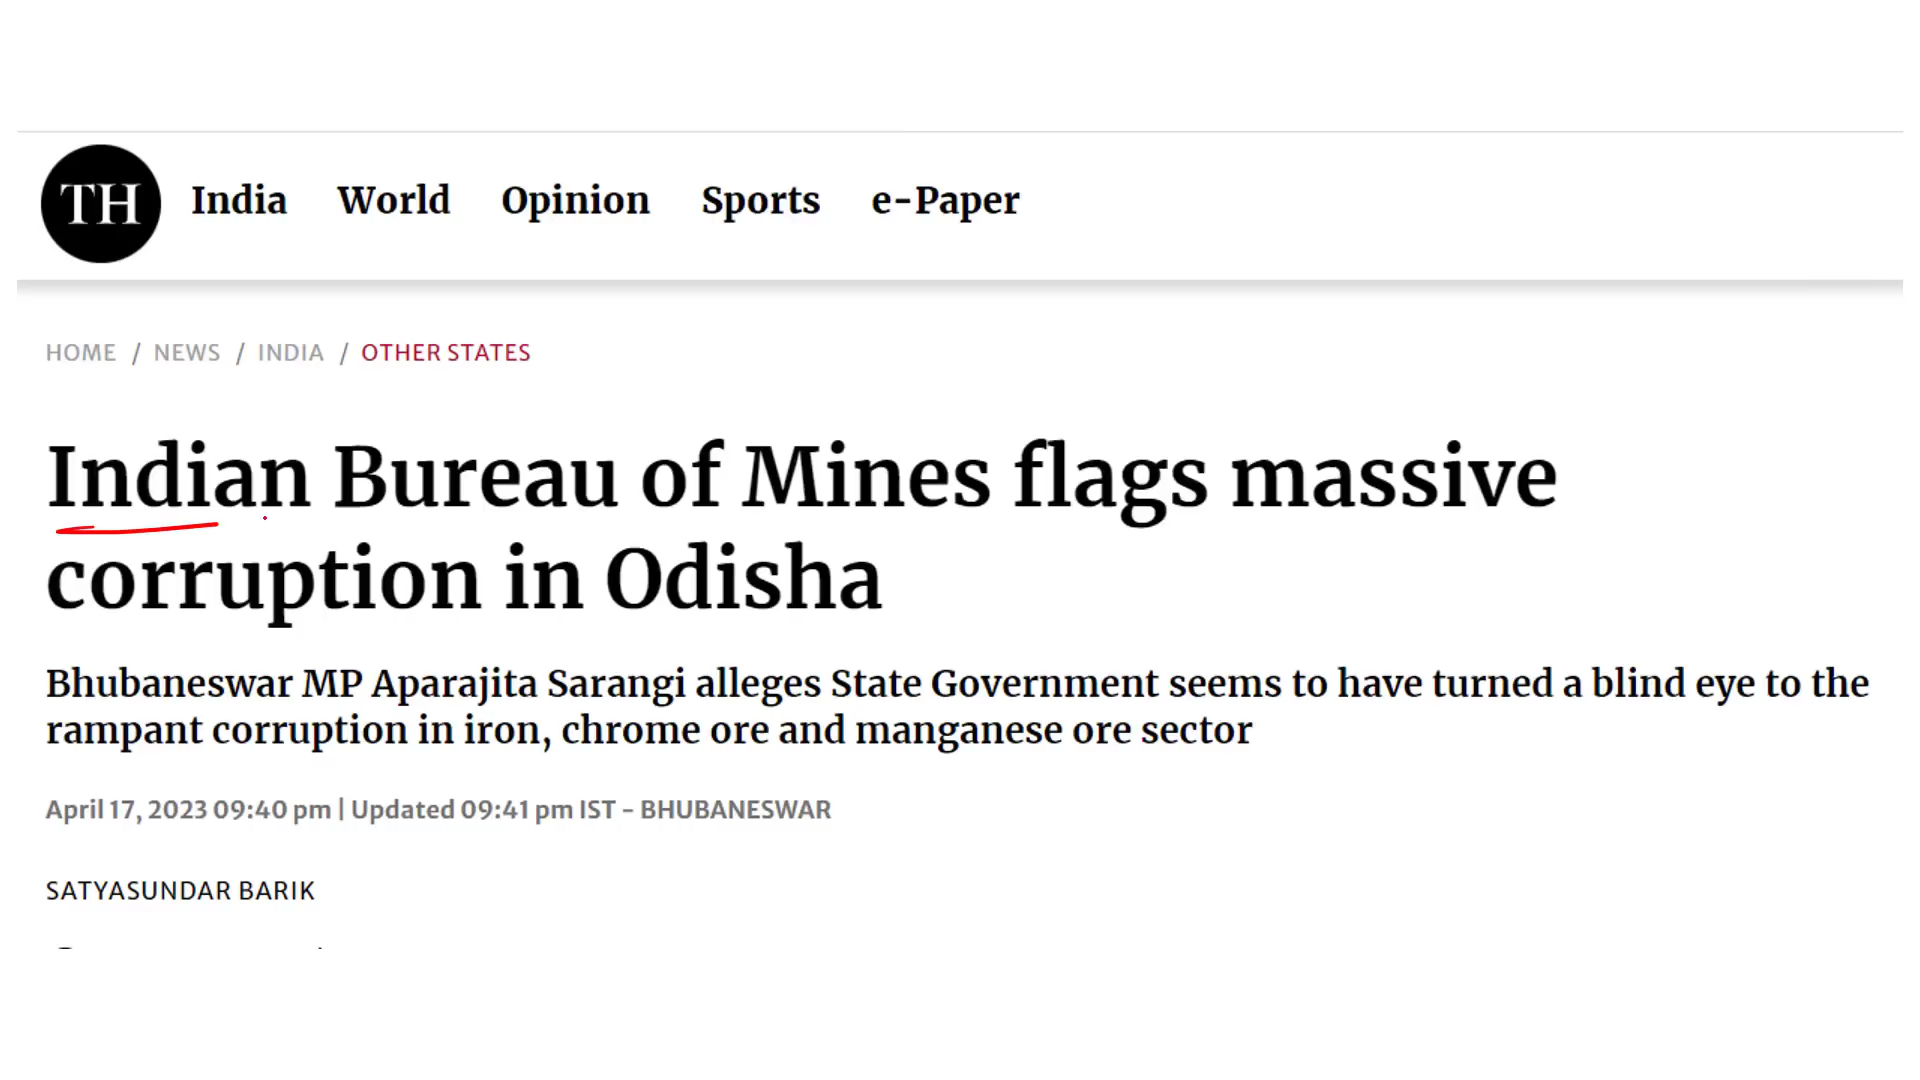 TH India World Opinion Sports e-Paper
HOME / NEWS / INDIA / OTHER STATES
Indian Bureau of Mines flags massive
corruption in Odisha
Bhubaneswar MP Aparajita Sarangi alleges State Government seems to have turned a blind eye to the
rampant corruption in iron, chrome ore and manganese ore sector
April 17, 2023 09:40 pm | Updated 09:41 pm IST - BHUBANESWAR
SATYASUNDAR BARIK